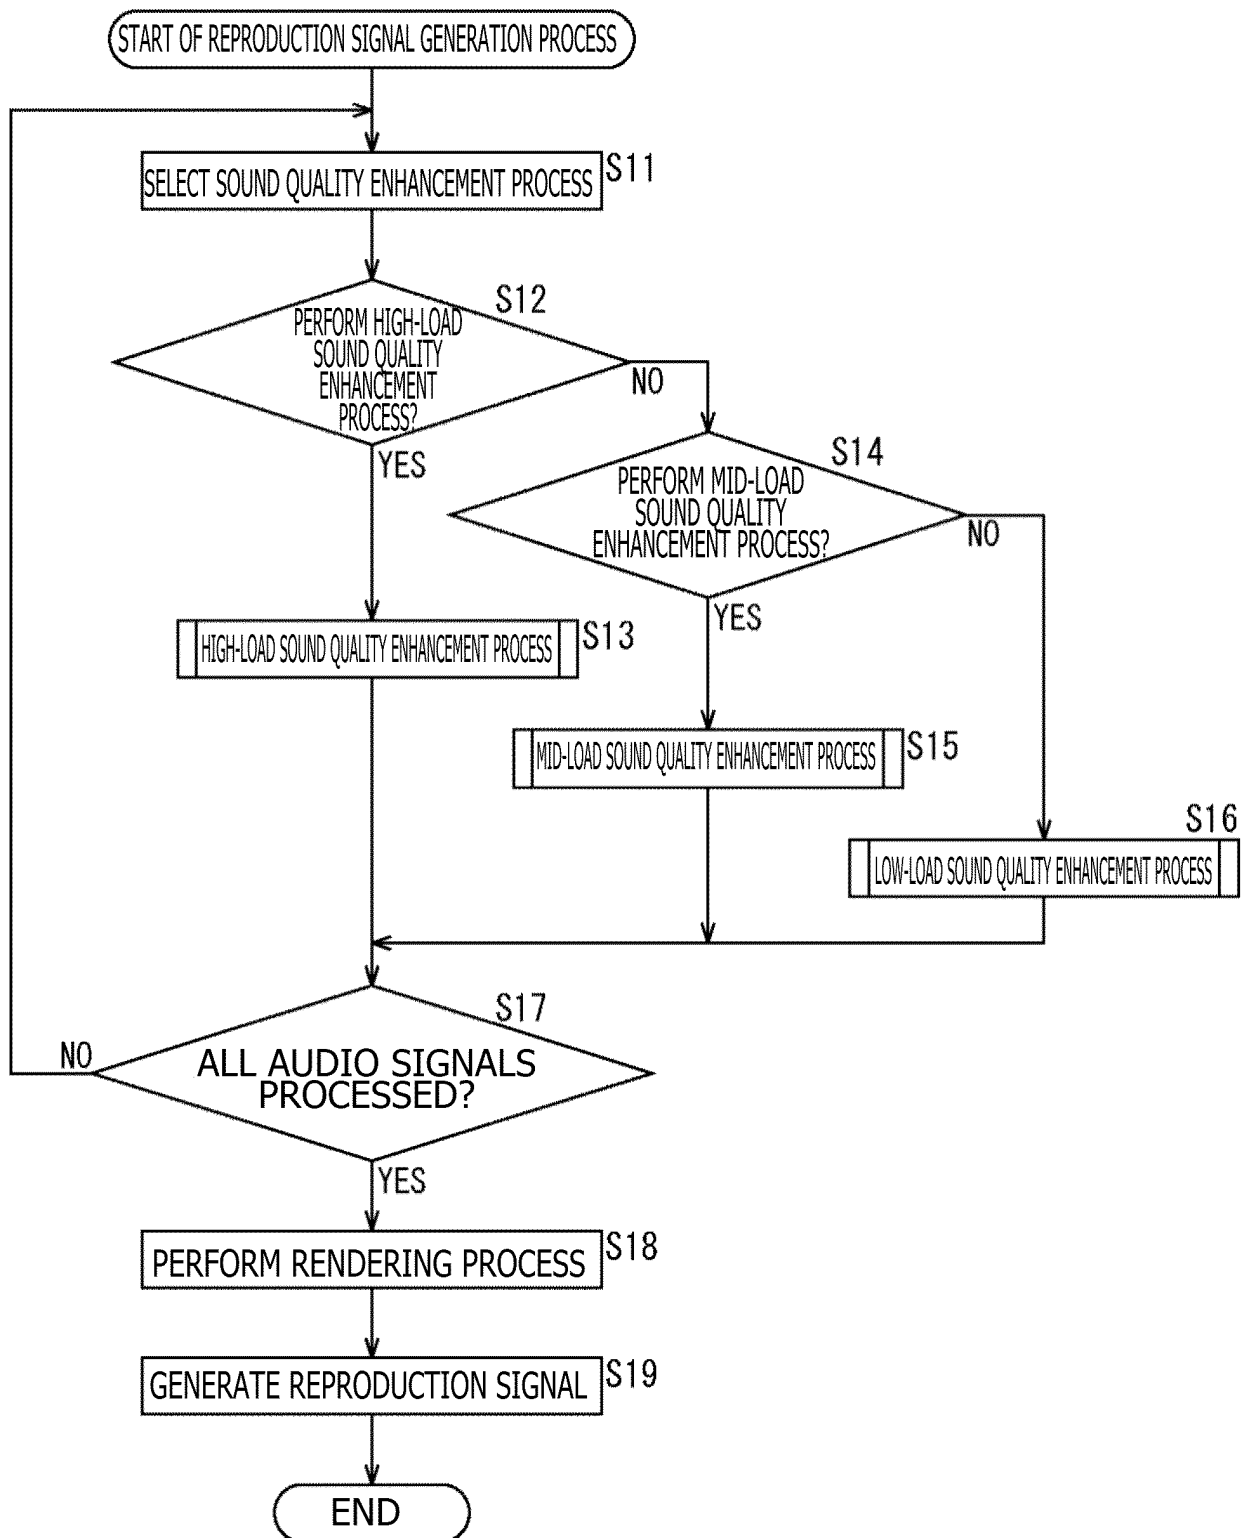 START OF REPRODUCTION SIGNAL GENERATION PROCESS
SELECT SOUND QUALITY ENHANCEMENT PROCESS
S11
S12
PERFORM HIGH-LOAD
SOUND QUALITY
ENHANCEMENT
PROCESS?
NO
YES
S14
PERFORM MID-LOAD
SOUND QUALITY
ENHANCEMENT PROCESS?
NO
YES
HIGH-LOAD SOUND QUALITY ENHANCEMENT PROCESS
S13
MID-LOAD SOUND QUALITY ENHANCEMENT PROCESS
S15
S16
LOW-LOAD SOUND QUALITY ENHANCEMENT PROCESS
S17
ALL AUDIO SIGNALS
PROCESSED?
NO
YES
PERFORM RENDERING PROCESS
S18
GENERATE REPRODUCTION SIGNAL
S19
END